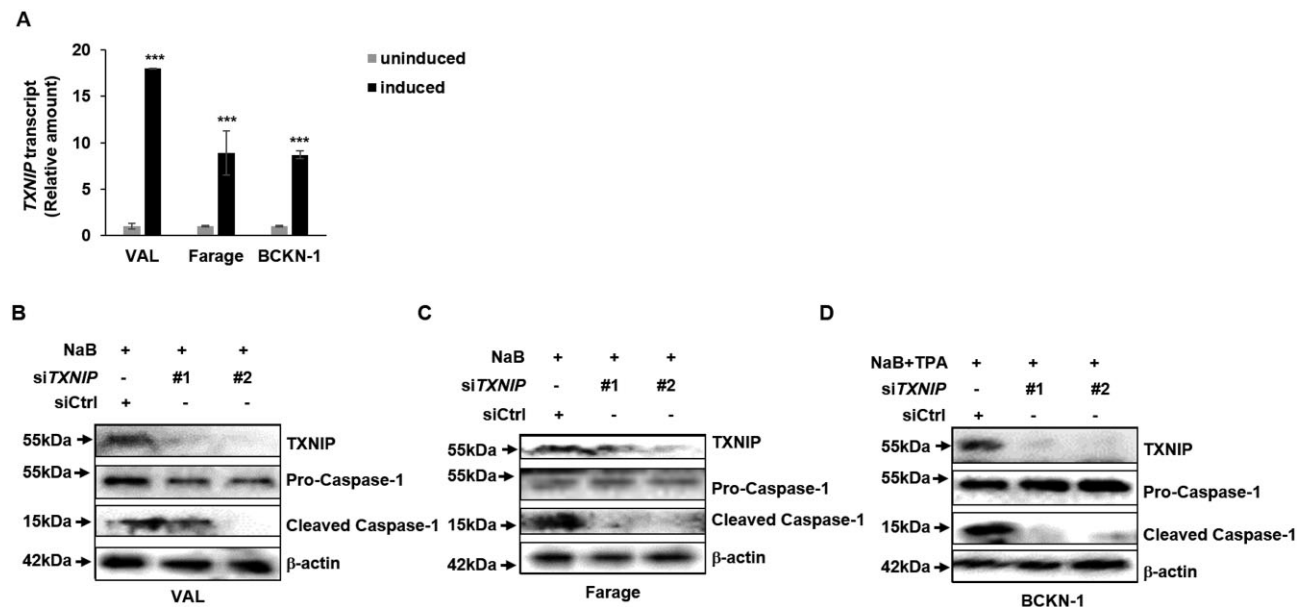 A
TXNIP transcript
(Relative amount)
20
15
10
5
0
***
***
***
uninduced
induced
VAL Farage BCKN-1
B
NaB + + +
siTXNIP - #1 #2
siCtrl + - -
55kDa TXNIP
55kDa Pro-Caspase-1
15kDa Cleaved Caspase-1
42kDa β-actin
VAL
C
NaB + + +
siTXNIP - #1 #2
siCtrl + - -
55kDa TXNIP
55kDa Pro-Caspase-1
15kDa Cleaved Caspase-1
42kDa β-actin
Farage
D
NaB+TPA + + +
siTXNIP - #1 #2
siCtrl + - -
55kDa TXNIP
55kDa Pro-Caspase-1
15kDa Cleaved Caspase-1
42kDa β-actin
BCKN-1